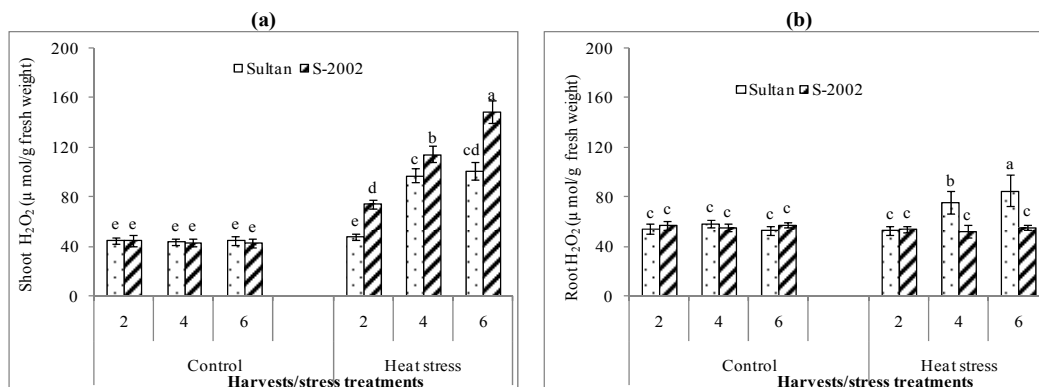 (a)
200
160
120
80
40
0
Shoot H₂O₂ (µ mol/g fresh weight)
Sultan S-2002
e e e e e e e d c b cd a
2 4 6 2 4 6
Control Heat stress
Harvests/stress treatments
(b)
200
160
120
80
40
0
Root H₂O₂ (µ mol/g fresh weight)
Sultan S-2002
c c c c c c c c b c a c
2 4 6 2 4 6
Control Heat stress
Harvests/stress treatments